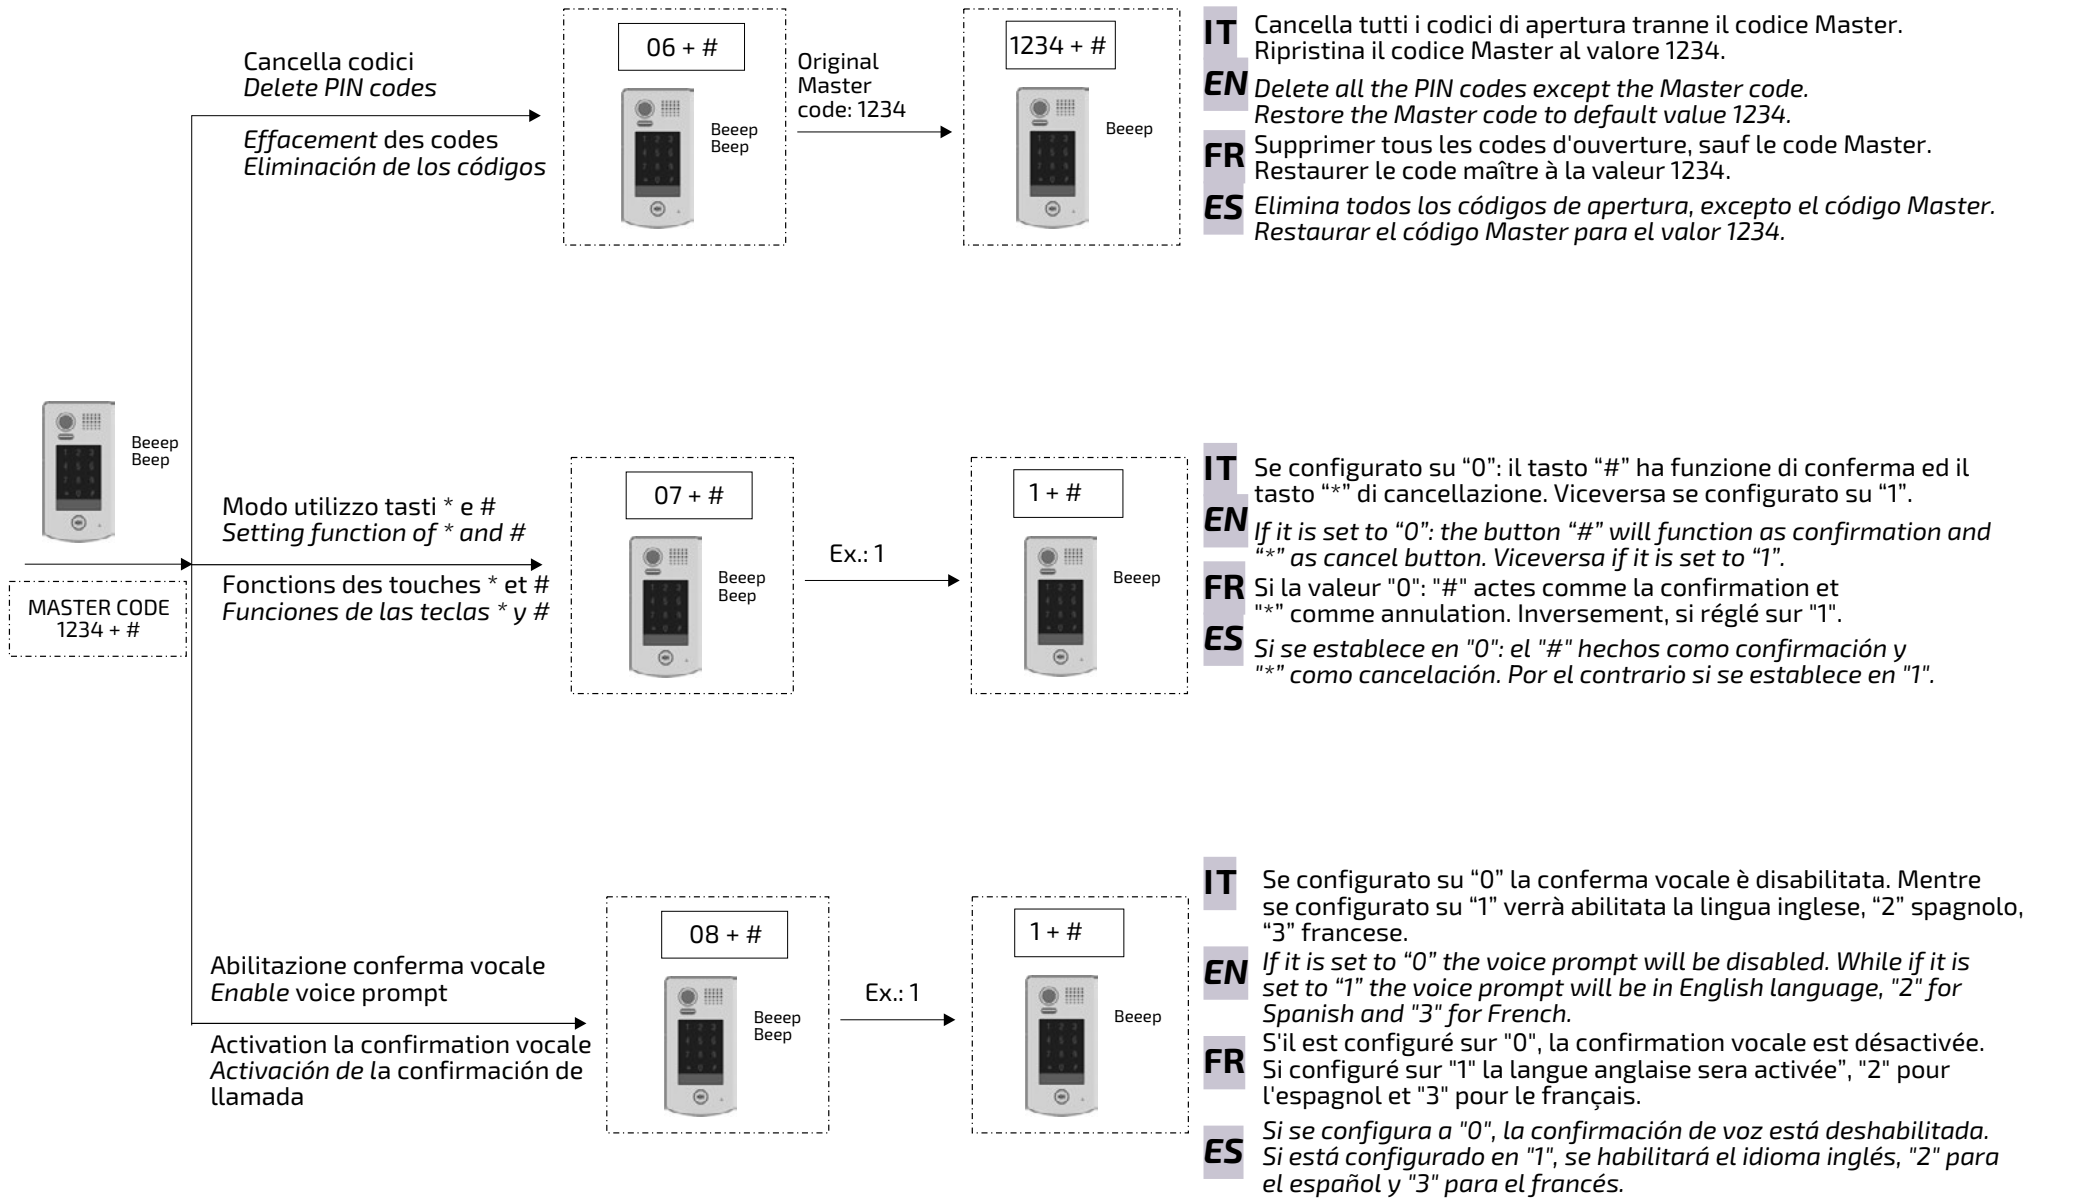 Cancella codici
Delete PIN codes
Effacement des codes
Eliminación de los códigos
06 + #
Beeep
Beep
Original
Master
code: 1234
1234 + #
Beeep
IT
Cancella tutti i codici di apertura tranne il codice Master.
Ripristina il codice Master al valore 1234.
EN
Delete all the PIN codes except the Master code.
Restore the Master code to default value 1234.
FR
Supprimer tous les codes d'ouverture, sauf le code Master.
Restaurer le code maître à la valeur 1234.
ES
Elimina todos los códigos de apertura, excepto el código Master.
Restaurar el código Master para el valor 1234.
Beeep
Beep
MASTER CODE
1234 + #
Modo utilizzo tasti * e #
Setting function of * and #
Fonctions des touches * et #
Funciones de las teclas * y #
07 + #
Beeep
Beep
Ex.: 1
1 + #
Beeep
IT
Se configurato su “0”: il tasto “#” ha funzione di conferma ed il
tasto “*” di cancellazione. Viceversa se configurato su “1”.
EN
If it is set to “0”: the button “#” will function as confirmation and
“*” as cancel button. Viceversa if it is set to “1”.
FR
Si la valeur "0": "#" actes comme la confirmation et
"*” comme annulation. Inversement, si réglé sur "1".
ES
Si se establece en "0": el "#" hechos como confirmación y
"*” como cancelación. Por el contrario si se establece en "1".
Abilitazione conferma vocale
Enable voice prompt
Activation la confirmation vocale
Activación de la confirmación de
llamada
08 + #
Beeep
Beep
Ex.: 1
1 + #
Beeep
IT
Se configurato su “0” la conferma vocale è disabilitata. Mentre
se configurato su “1” verrà abilitata la lingua inglese, “2” spagnolo,
“3” francese.
EN
If it is set to “0” the voice prompt will be disabled. While if it is
set to “1” the voice prompt will be in English language, "2" for
Spanish and "3" for French.
FR
S'il est configuré sur "0", la confirmation vocale est désactivée.
Si configuré sur "1" la langue anglaise sera activée”, "2" pour
l'espagnol et "3" pour le français.
ES
Si se configura a "0", la confirmación de voz está deshabilitada.
Si está configurado en "1", se habilitará el idioma inglés, "2" para
el español y "3" para el francés.